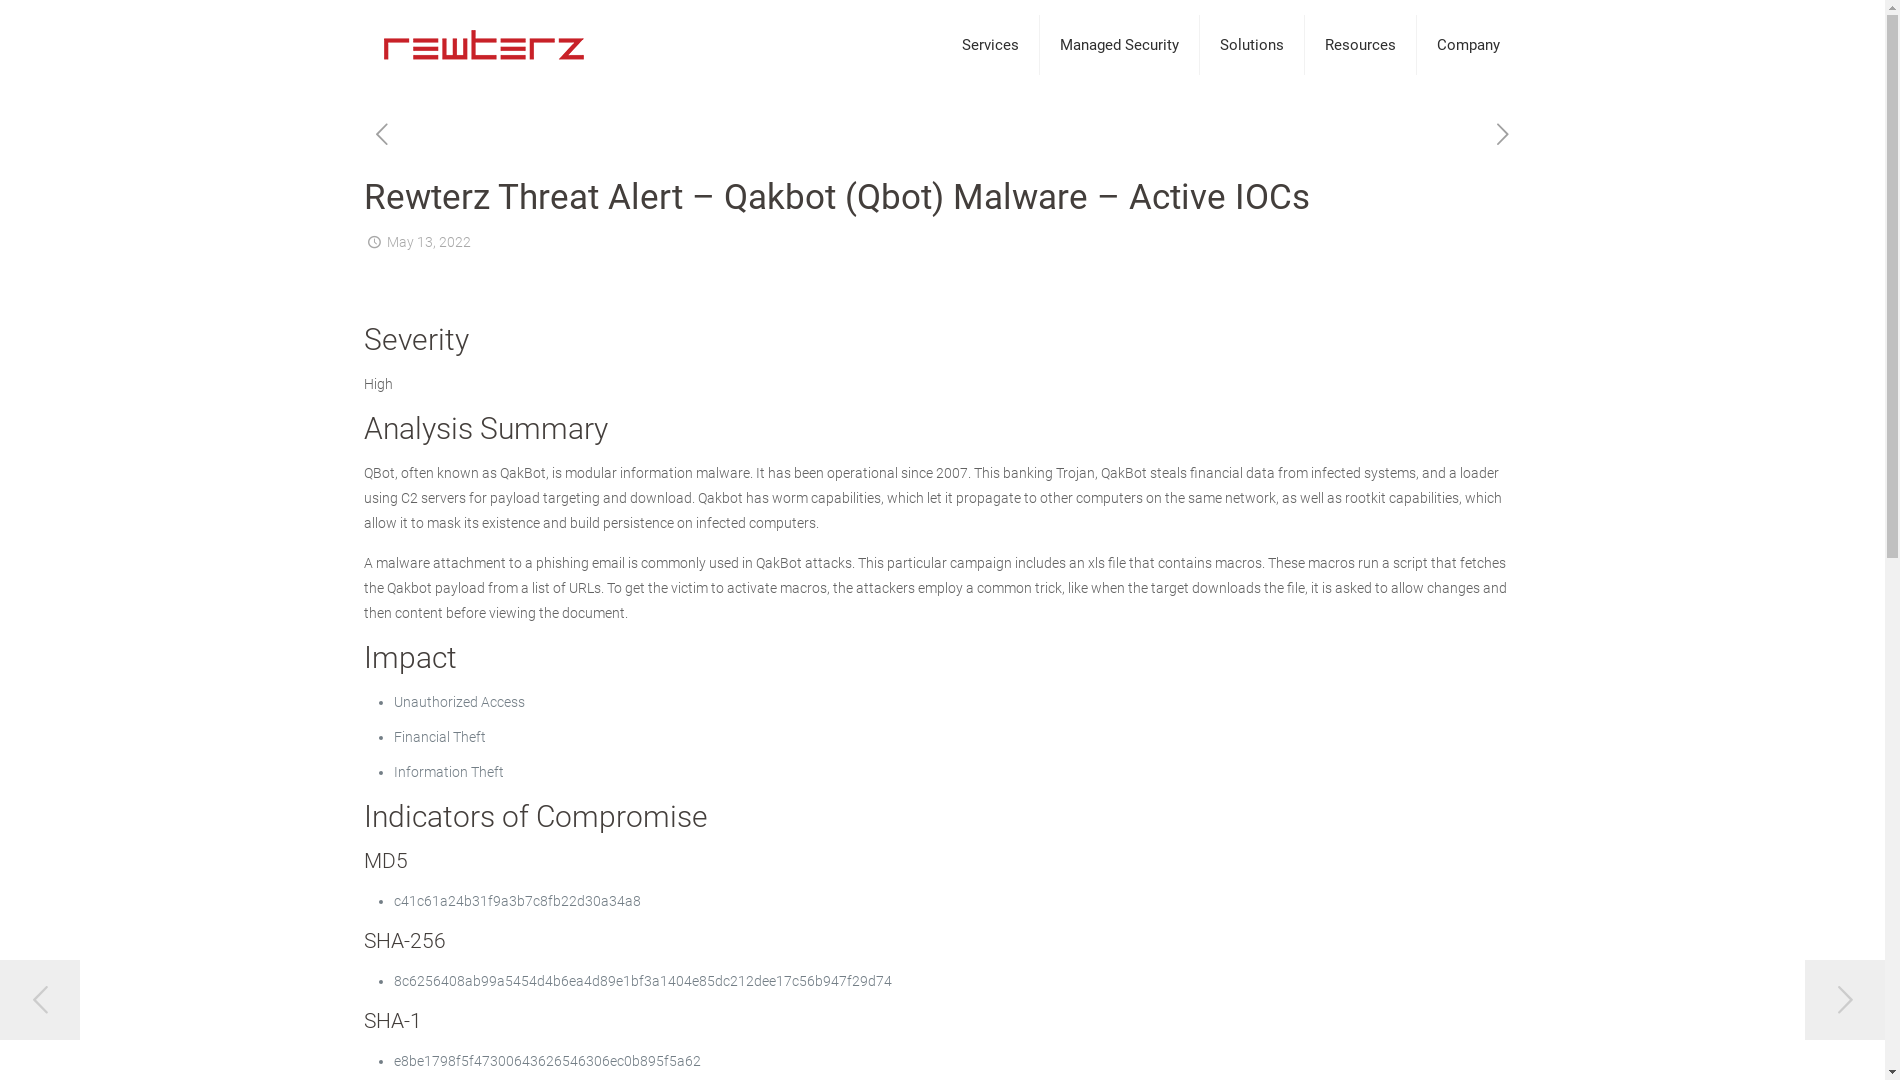 rewterz
Services
Managed Security
Solutions
Resources
Company
Rewterz Threat Alert – Qakbot (Qbot) Malware – Active IOCs
May 13, 2022
Severity
High
Analysis Summary
QBot, often known as QakBot, is modular information malware. It has been operational since 2007. This banking Trojan, QakBot steals financial data from infected systems, and a loader
using C2 servers for payload targeting and download. Qakbot has worm capabilities, which let it propagate to other computers on the same network, as well as rootkit capabilities, which
allow it to mask its existence and build persistence on infected computers.
A malware attachment to a phishing email is commonly used in QakBot attacks. This particular campaign includes an xls file that contains macros. These macros run a script that fetches
the Qakbot payload from a list of URLs. To get the victim to activate macros, the attackers employ a common trick, like when the target downloads the file, it is asked to allow changes and
then content before viewing the document.
Impact
Unauthorized Access
Financial Theft
Information Theft
Indicators of Compromise
MD5
c41c61a24b31f9a3b7c8fb22d30a34a8
SHA-256
8c6256408ab99a5454d4b6ea4d89e1bf3a1404e85dc212dee17c56b947f29d74
SHA-1
e8be1798f5f47300643626546306ec0b895f5a62